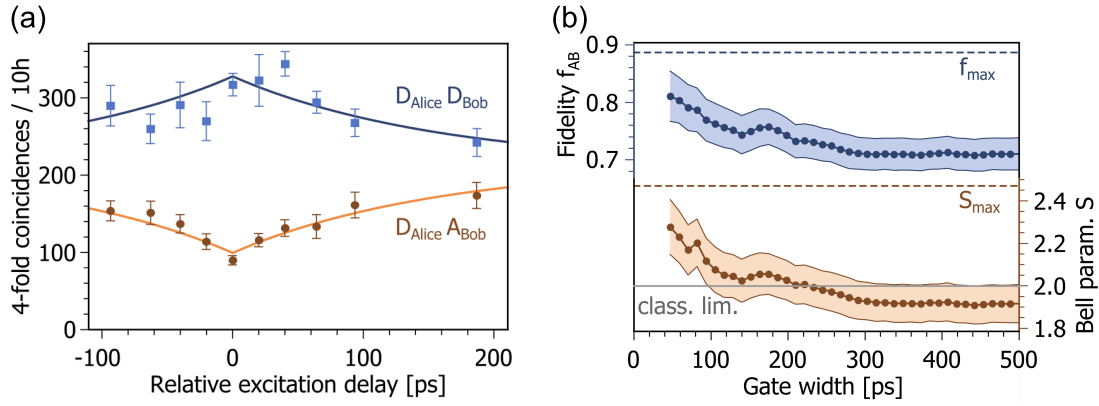 (a)
4-fold coincidences / 10h
300
200
100
0
D_Alice D_Bob
D_Alice A_Bob
-100
0
100
200
Relative excitation delay [ps]
(b)
Fidelity f_AB
0.9
0.8
0.7
f_max
S_max
class. lim.
2.4
2.2
2.0
1.8
Bell param. S
0
100
200
300
400
500
Gate width [ps]